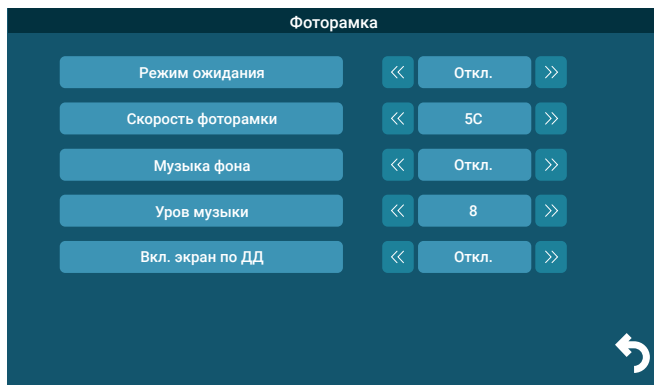 Фоторамка
Режим ожидания Откл.
Скорость фоторамки 5С
Музыка фона Откл.
Уров музыки 8
Вкл. экран по ДД Откл.